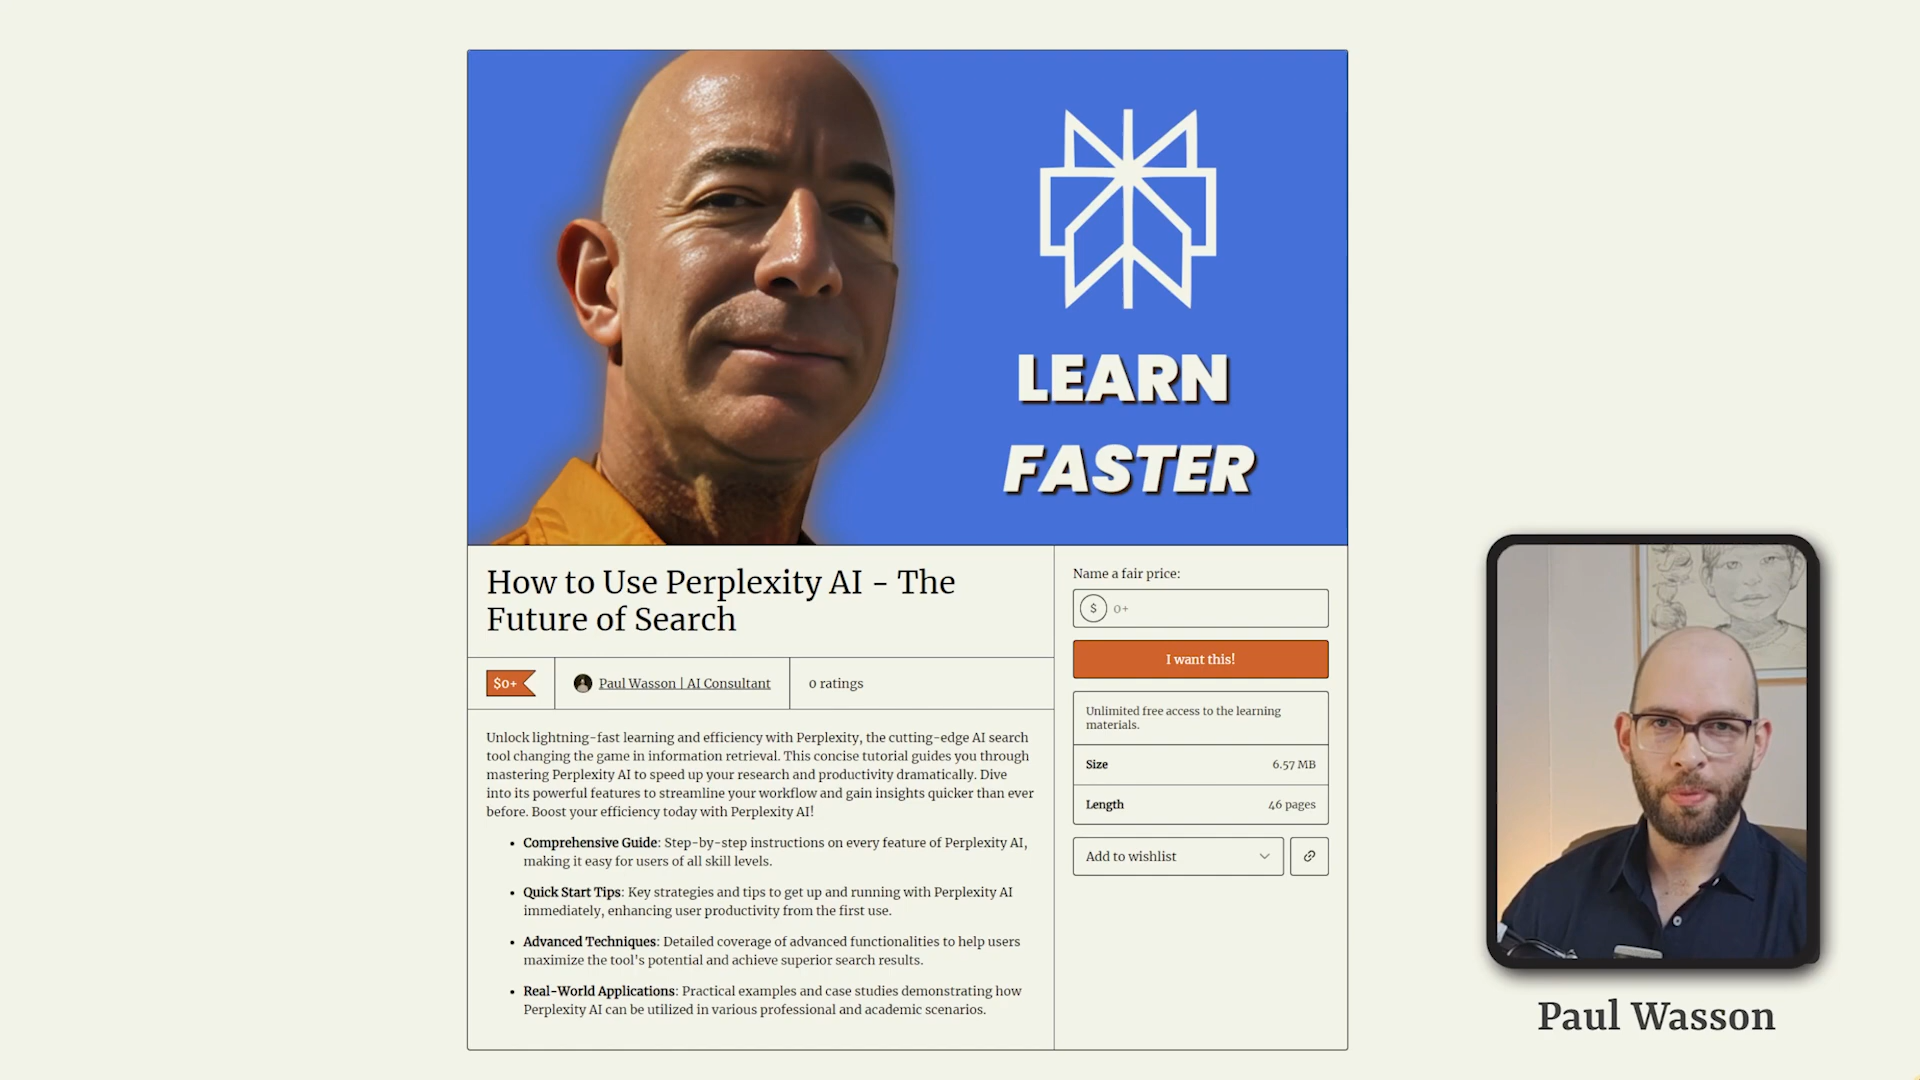 LEARN
FASTER
How to Use Perplexity AI - The
Future of Search
$0+
Paul Wasson | AI Consultant
0 ratings
Unlock lightning-fast learning and efficiency with Perplexity, the cutting-edge AI search
tool changing the game in information retrieval. This concise tutorial guides you through
mastering Perplexity AI to speed up your research and productivity dramatically. Dive
into its powerful features to streamline your workflow and gain insights quicker than ever
before. Boost your efficiency today with Perplexity AI!
• Comprehensive Guide: Step-by-step instructions on every feature of Perplexity AI,
making it easy for users of all skill levels.
• Quick Start Tips: Key strategies and tips to get up and running with Perplexity AI
immediately, enhancing user productivity from the first use.
• Advanced Techniques: Detailed coverage of advanced functionalities to help users
maximize the tool's potential and achieve superior search results.
• Real-World Applications: Practical examples and case studies demonstrating how
Perplexity AI can be utilized in various professional and academic scenarios.
Name a fair price:
$ 0+
I want this!
Unlimited free access to the learning
materials.
Size 6.57 MB
Length 46 pages
Add to wishlist
Paul Wasson